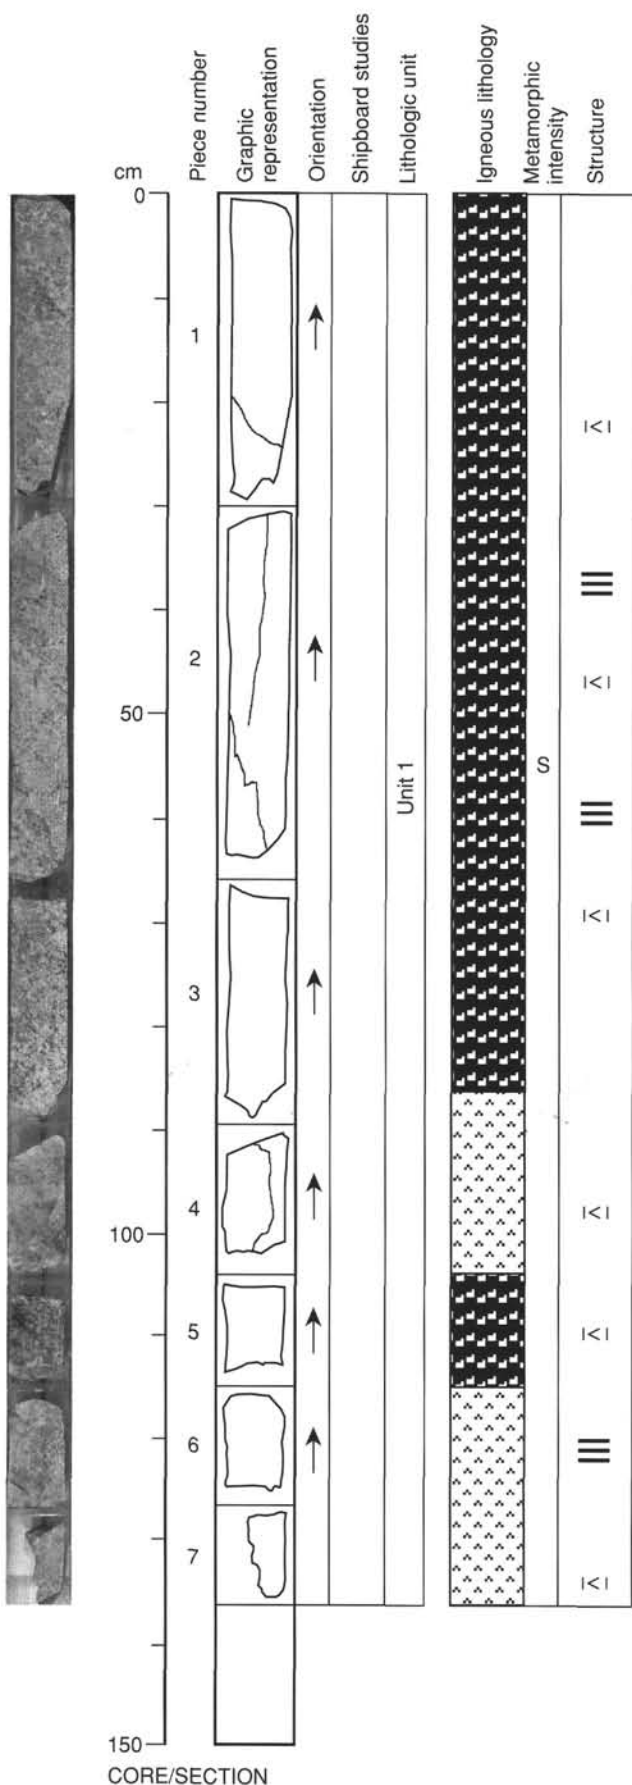 cm
Piece number
Graphic
representation
Orientation
Shipboard studies
Lithologic unit
Igneous lithology
Metamorphic
intensity
Structure
0
1
2
50
Unit 1
S
3
4
100
5
6
7
150
CORE/SECTION